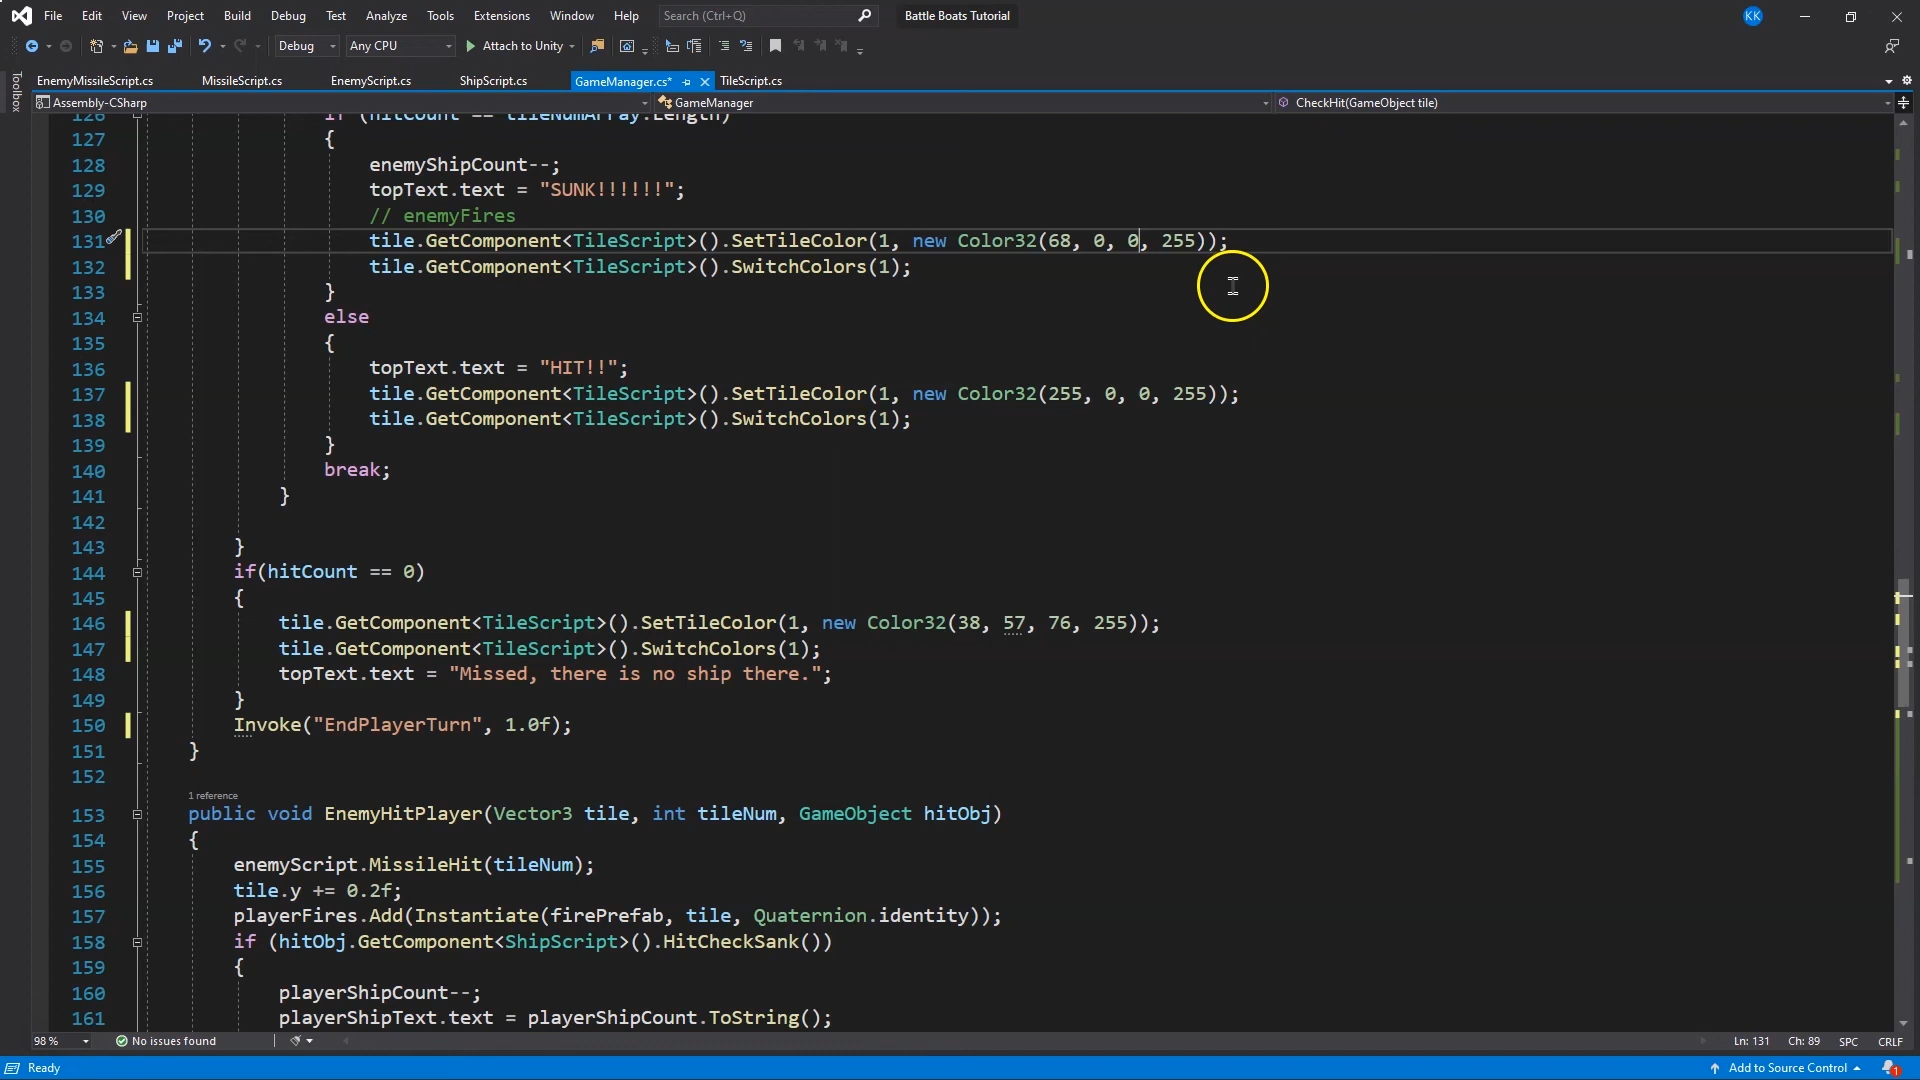 File Edit View Project Build Debug Test Analyze Tools Extensions Window Help Search (Ctrl+Q) Battle Boats Tutorial KK
Debug Any CPU Attach to Unity
Toolbox
EnemyMissileScript.cs MissileScript.cs EnemyScript.cs ShipScript.cs GameManager.cs* TileScript.cs
Assembly-CSharp GameManager CheckHit(GameObject tile)
126 if (hitCount == tileNumArray.Length)
127 {
128 enemyShipCount--;
129 topText.text = "SUNK!!!!!!";
130 // enemyFires
131 tile.GetComponent<TileScript>().SetTileColor(1, new Color32(68, 0, 0, 255));
132 tile.GetComponent<TileScript>().SwitchColors(1);
133 }
134 else
135 {
136 topText.text = "HIT!!";
137 tile.GetComponent<TileScript>().SetTileColor(1, new Color32(255, 0, 0, 255));
138 tile.GetComponent<TileScript>().SwitchColors(1);
139 }
140 break;
141 }
142
143 }
144 if(hitCount == 0)
145 {
146 tile.GetComponent<TileScript>().SetTileColor(1, new Color32(38, 57, 76, 255));
147 tile.GetComponent<TileScript>().SwitchColors(1);
148 topText.text = "Missed, there is no ship there.";
149 }
150 Invoke("EndPlayerTurn", 1.0f);
151 }
152
1 reference
153 public void EnemyHitPlayer(Vector3 tile, int tileNum, GameObject hitObj)
154 {
155 enemyScript.MissileHit(tileNum);
156 tile.y += 0.2f;
157 playerFires.Add(Instantiate(firePrefab, tile, Quaternion.identity));
158 if (hitObj.GetComponent<ShipScript>().HitCheckSank())
159 {
160 playerShipCount--;
161 playerShipText.text = playerShipCount.ToString();
98 % No issues found Ln: 131 Ch: 89 SPC CRLF
Ready Add to Source Control 1